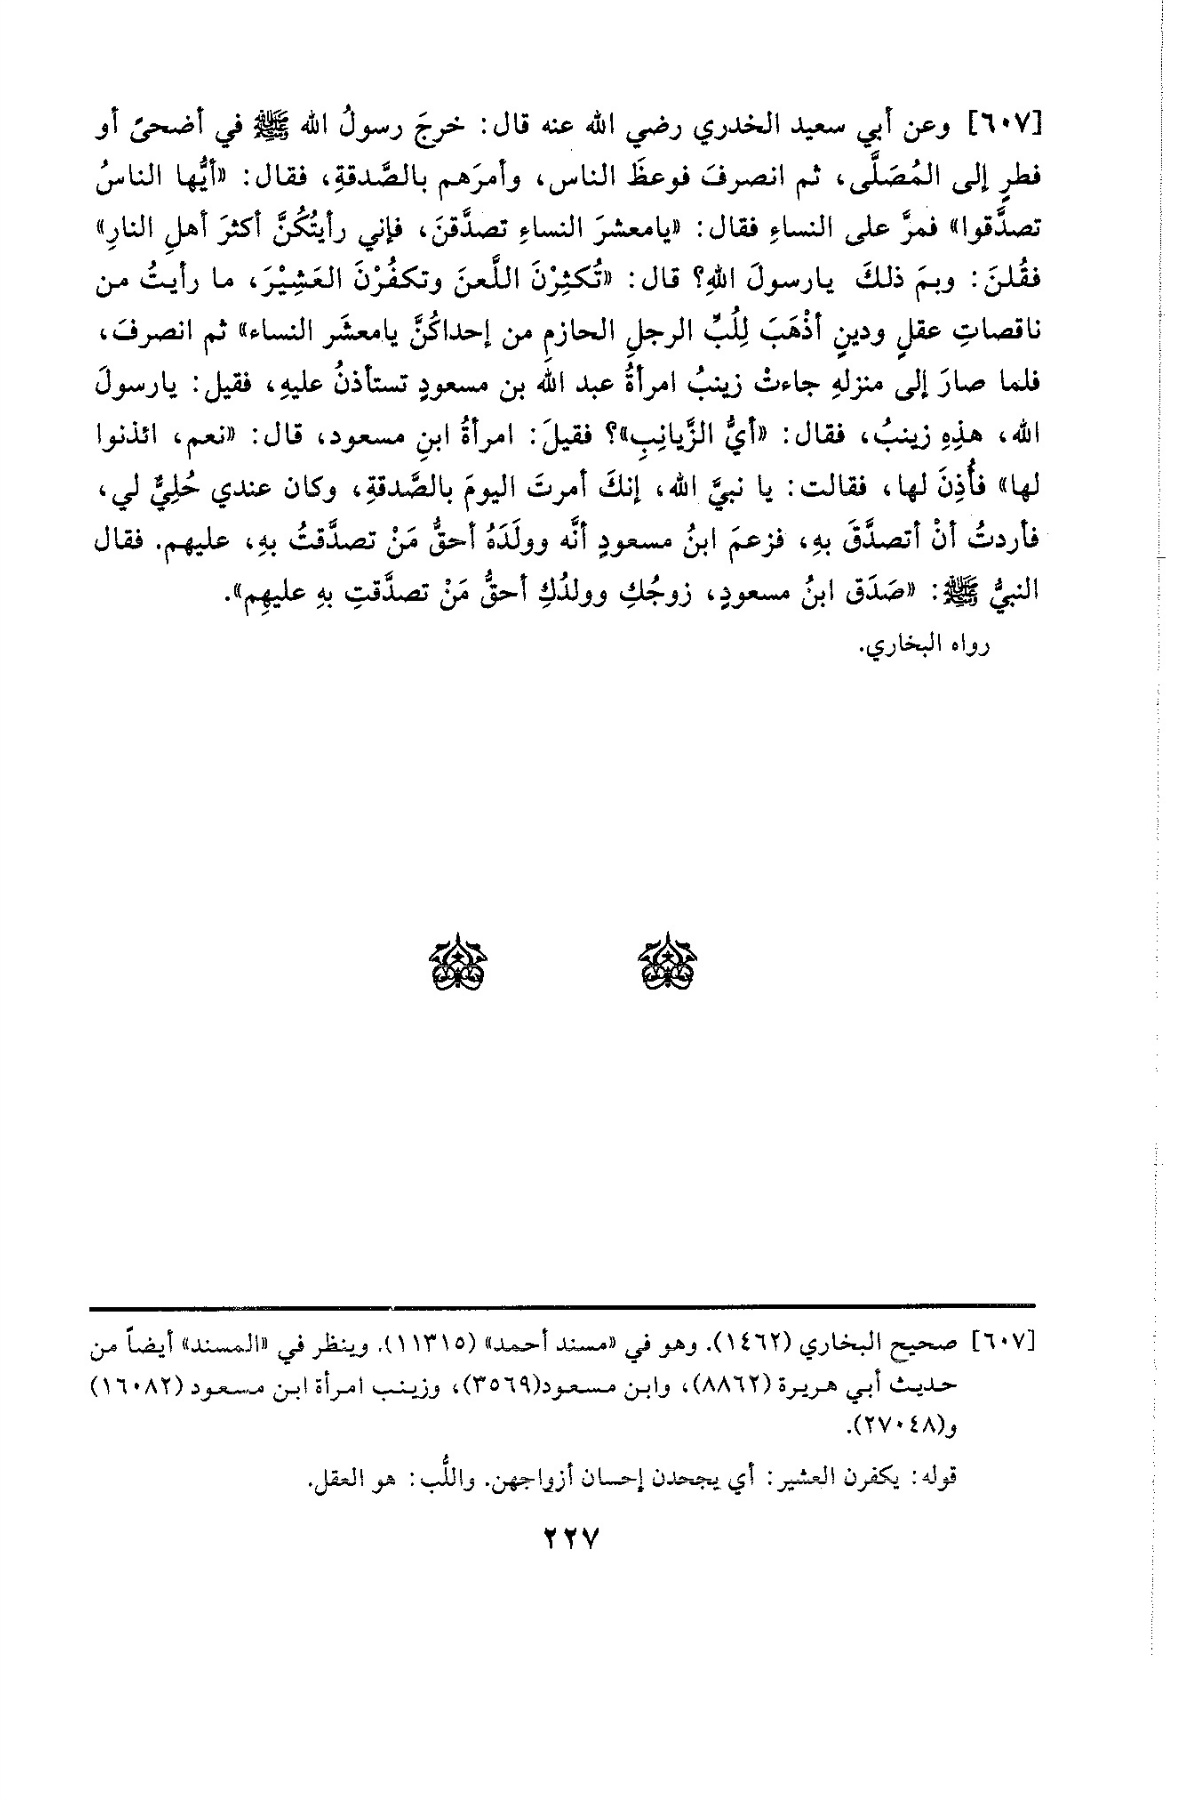 [٦٠٧] وعن أبي سعيد الخدري رضي الله عنه قال: خرجَ رسولُ الله ﷺ في أضحىً أو
فطرٍ إلى المُصَلَّى، ثم انصرفَ فوعظَ الناس، وأمرَهم بالصَّدقةِ، فقال: «أيُّها الناسُ
تصدَّقوا» فمرَّ على النساءِ فقال: «يامعشرَ النساءِ تصدَّقنَ، فإني رأيتُكُنَّ أكثرَ أهلِ النارِ»
فقُلنَ: وبمَ ذلكَ يارسولَ اللهِ؟ قال: «تُكثِرْنَ اللَّعنَ وتكفُرْنَ العَشِيْرَ، ما رأيتُ من
ناقصاتِ عقلٍ ودينٍ أذْهَبَ لِلُبِّ الرجلِ الحازمِ من إحداكُنَّ يامعشَر النساء» ثم انصرفَ،
فلما صارَ إلى منزلهِ جاءتْ زينبُ امرأةُ عبد الله بن مسعودٍ تستأذنُ عليهِ، فقيل: يارسولَ
الله، هذِهِ زينبُ، فقال: «أيُّ الزَّيانِبِ»؟ فقيلَ: امرأةُ ابنِ مسعود، قال: «نعم، ائذنوا
لها» فأُذِنَ لها، فقالت: يا نبيَّ الله، إنكَ أمرتَ اليومَ بالصَّدقةِ، وكان عندي حُلِيٌّ لي،
فأردتُ أنْ أتصدَّقَ بهِ، فزعمَ ابنُ مسعودٍ أنَّه وولَدَهُ أحقُّ مَنْ تصدَّقتُ بهِ، عليهم. فقال
النبيُّ ﷺ: «صَدَق ابنُ مسعودٍ، زوجُكِ وولدُكِ أحقُّ مَنْ تصدَّقتِ بهِ عليهِم».
رواه البخاري.
[٦٠٧] صحيح البخاري (١٤٦٢). وهو في «مسند أحمد» (١١٣١٥). وينظر في «المسند» أيضاً من
حديث أبي هريرة (٨٨٦٢)، وابن مسعود(٣٥٦٩)، وزينب امرأة ابن مسعود (١٦٠٨٢)
و(٢٧٠٤٨).
قوله: يكفرن العشير: أي يجحدن إحسان أزواجهن. واللُّب: هو العقل.
٢٢٧